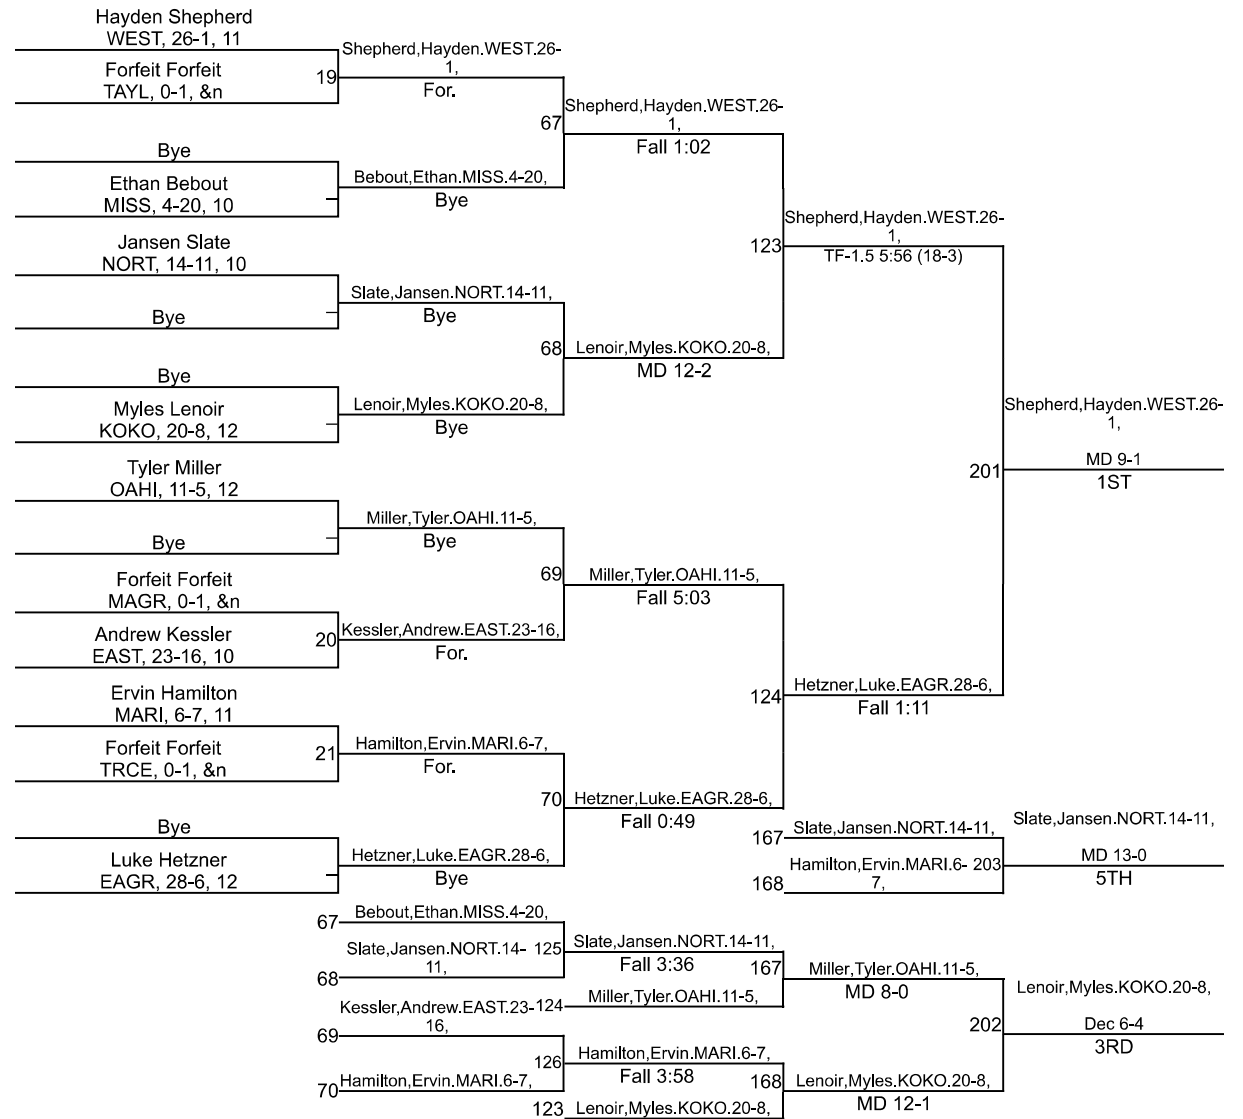 Hayden Shepherd
WEST, 26-1, 11
Forfeit Forfeit
TAYL, 0-1, &n
19
Shepherd,Hayden.WEST.26-
1,
For.
Bye
Ethan Bebout
MISS, 4-20, 10
Bebout,Ethan.MISS.4-20,
Bye
67
Shepherd,Hayden.WEST.26-
1,
Fall 1:02
Jansen Slate
NORT, 14-11, 10
Bye
Slate,Jansen.NORT.14-11,
Bye
Bye
Myles Lenoir
KOKO, 20-8, 12
Lenoir,Myles.KOKO.20-8,
Bye
68
Lenoir,Myles.KOKO.20-8,
MD 12-2
123
Shepherd,Hayden.WEST.26-
1,
TF-1.5 5:56 (18-3)
Tyler Miller
OAHI, 11-5, 12
Bye
Miller,Tyler.OAHI.11-5,
Bye
Forfeit Forfeit
MAGR, 0-1, &n
Andrew Kessler
EAST, 23-16, 10
20
Kessler,Andrew.EAST.23-16,
For.
69
Miller,Tyler.OAHI.11-5,
Fall 5:03
Ervin Hamilton
MARI, 6-7, 11
Forfeit Forfeit
TRCE, 0-1, &n
21
Hamilton,Ervin.MARI.6-7,
For.
Bye
Luke Hetzner
EAGR, 28-6, 12
Hetzner,Luke.EAGR.28-6,
Bye
70
Hetzner,Luke.EAGR.28-6,
Fall 0:49
124
Hetzner,Luke.EAGR.28-6,
Fall 1:11
201
Shepherd,Hayden.WEST.26-
1,
MD 9-1
1ST
167
Slate,Jansen.NORT.14-11,
168
Hamilton,Ervin.MARI.6-
7,
203
Slate,Jansen.NORT.14-11,
MD 13-0
5TH
67
Bebout,Ethan.MISS.4-20,
68
Slate,Jansen.NORT.14-
11,
125
Slate,Jansen.NORT.14-11,
Fall 3:36
124
Miller,Tyler.OAHI.11-5,
167
Miller,Tyler.OAHI.11-5,
MD 8-0
69
Kessler,Andrew.EAST.23-
16,
70
Hamilton,Ervin.MARI.6-7,
126
Hamilton,Ervin.MARI.6-7,
Fall 3:58
123
Lenoir,Myles.KOKO.20-8,
168
Lenoir,Myles.KOKO.20-8,
MD 12-1
202
Lenoir,Myles.KOKO.20-8,
Dec 6-4
3RD